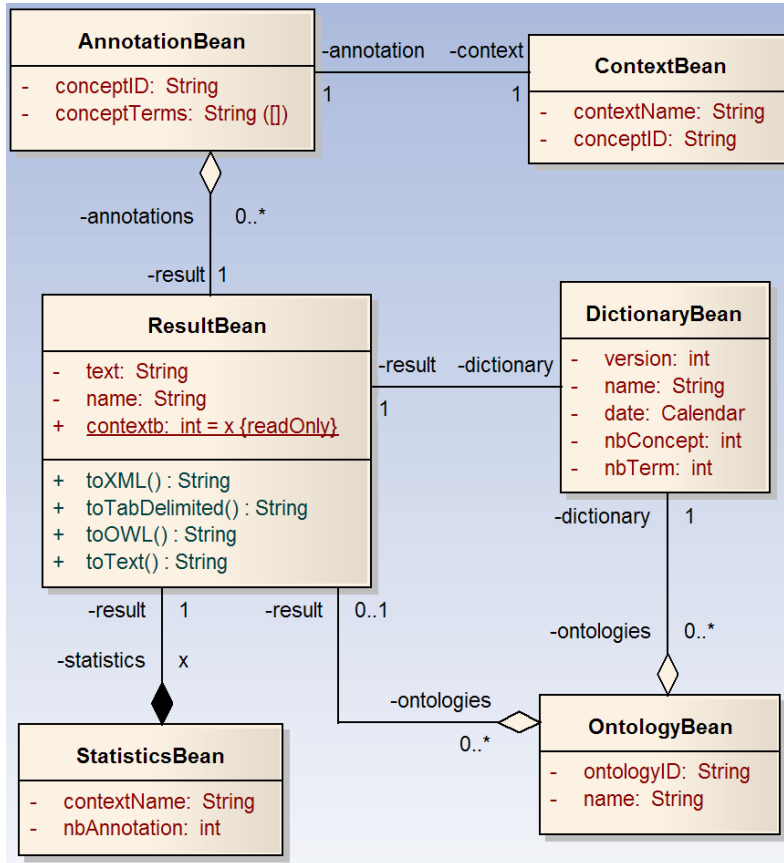 AnnotationBean
- conceptID: String
- conceptTerms: String ([])
-annotation
-context
1
1
ContextBean
- contextName: String
- conceptID: String
-annotations
0..*
-result
1
ResultBean
- text: String
- name: String
+ contextb: int = x {readOnly}
+ toXML() : String
+ toTabDelimited() : String
+ toOWL() : String
+ toText() : String
-result
-dictionary
1
DictionaryBean
- version: int
- name: String
- date: Calendar
- nbConcept: int
- nbTerm: int
-dictionary
1
-result
1
-result
0..1
-statistics
x
-ontologies
0..*
-ontologies
0..*
StatisticsBean
- contextName: String
- nbAnnotation: int
OntologyBean
- ontologyID: String
- name: String